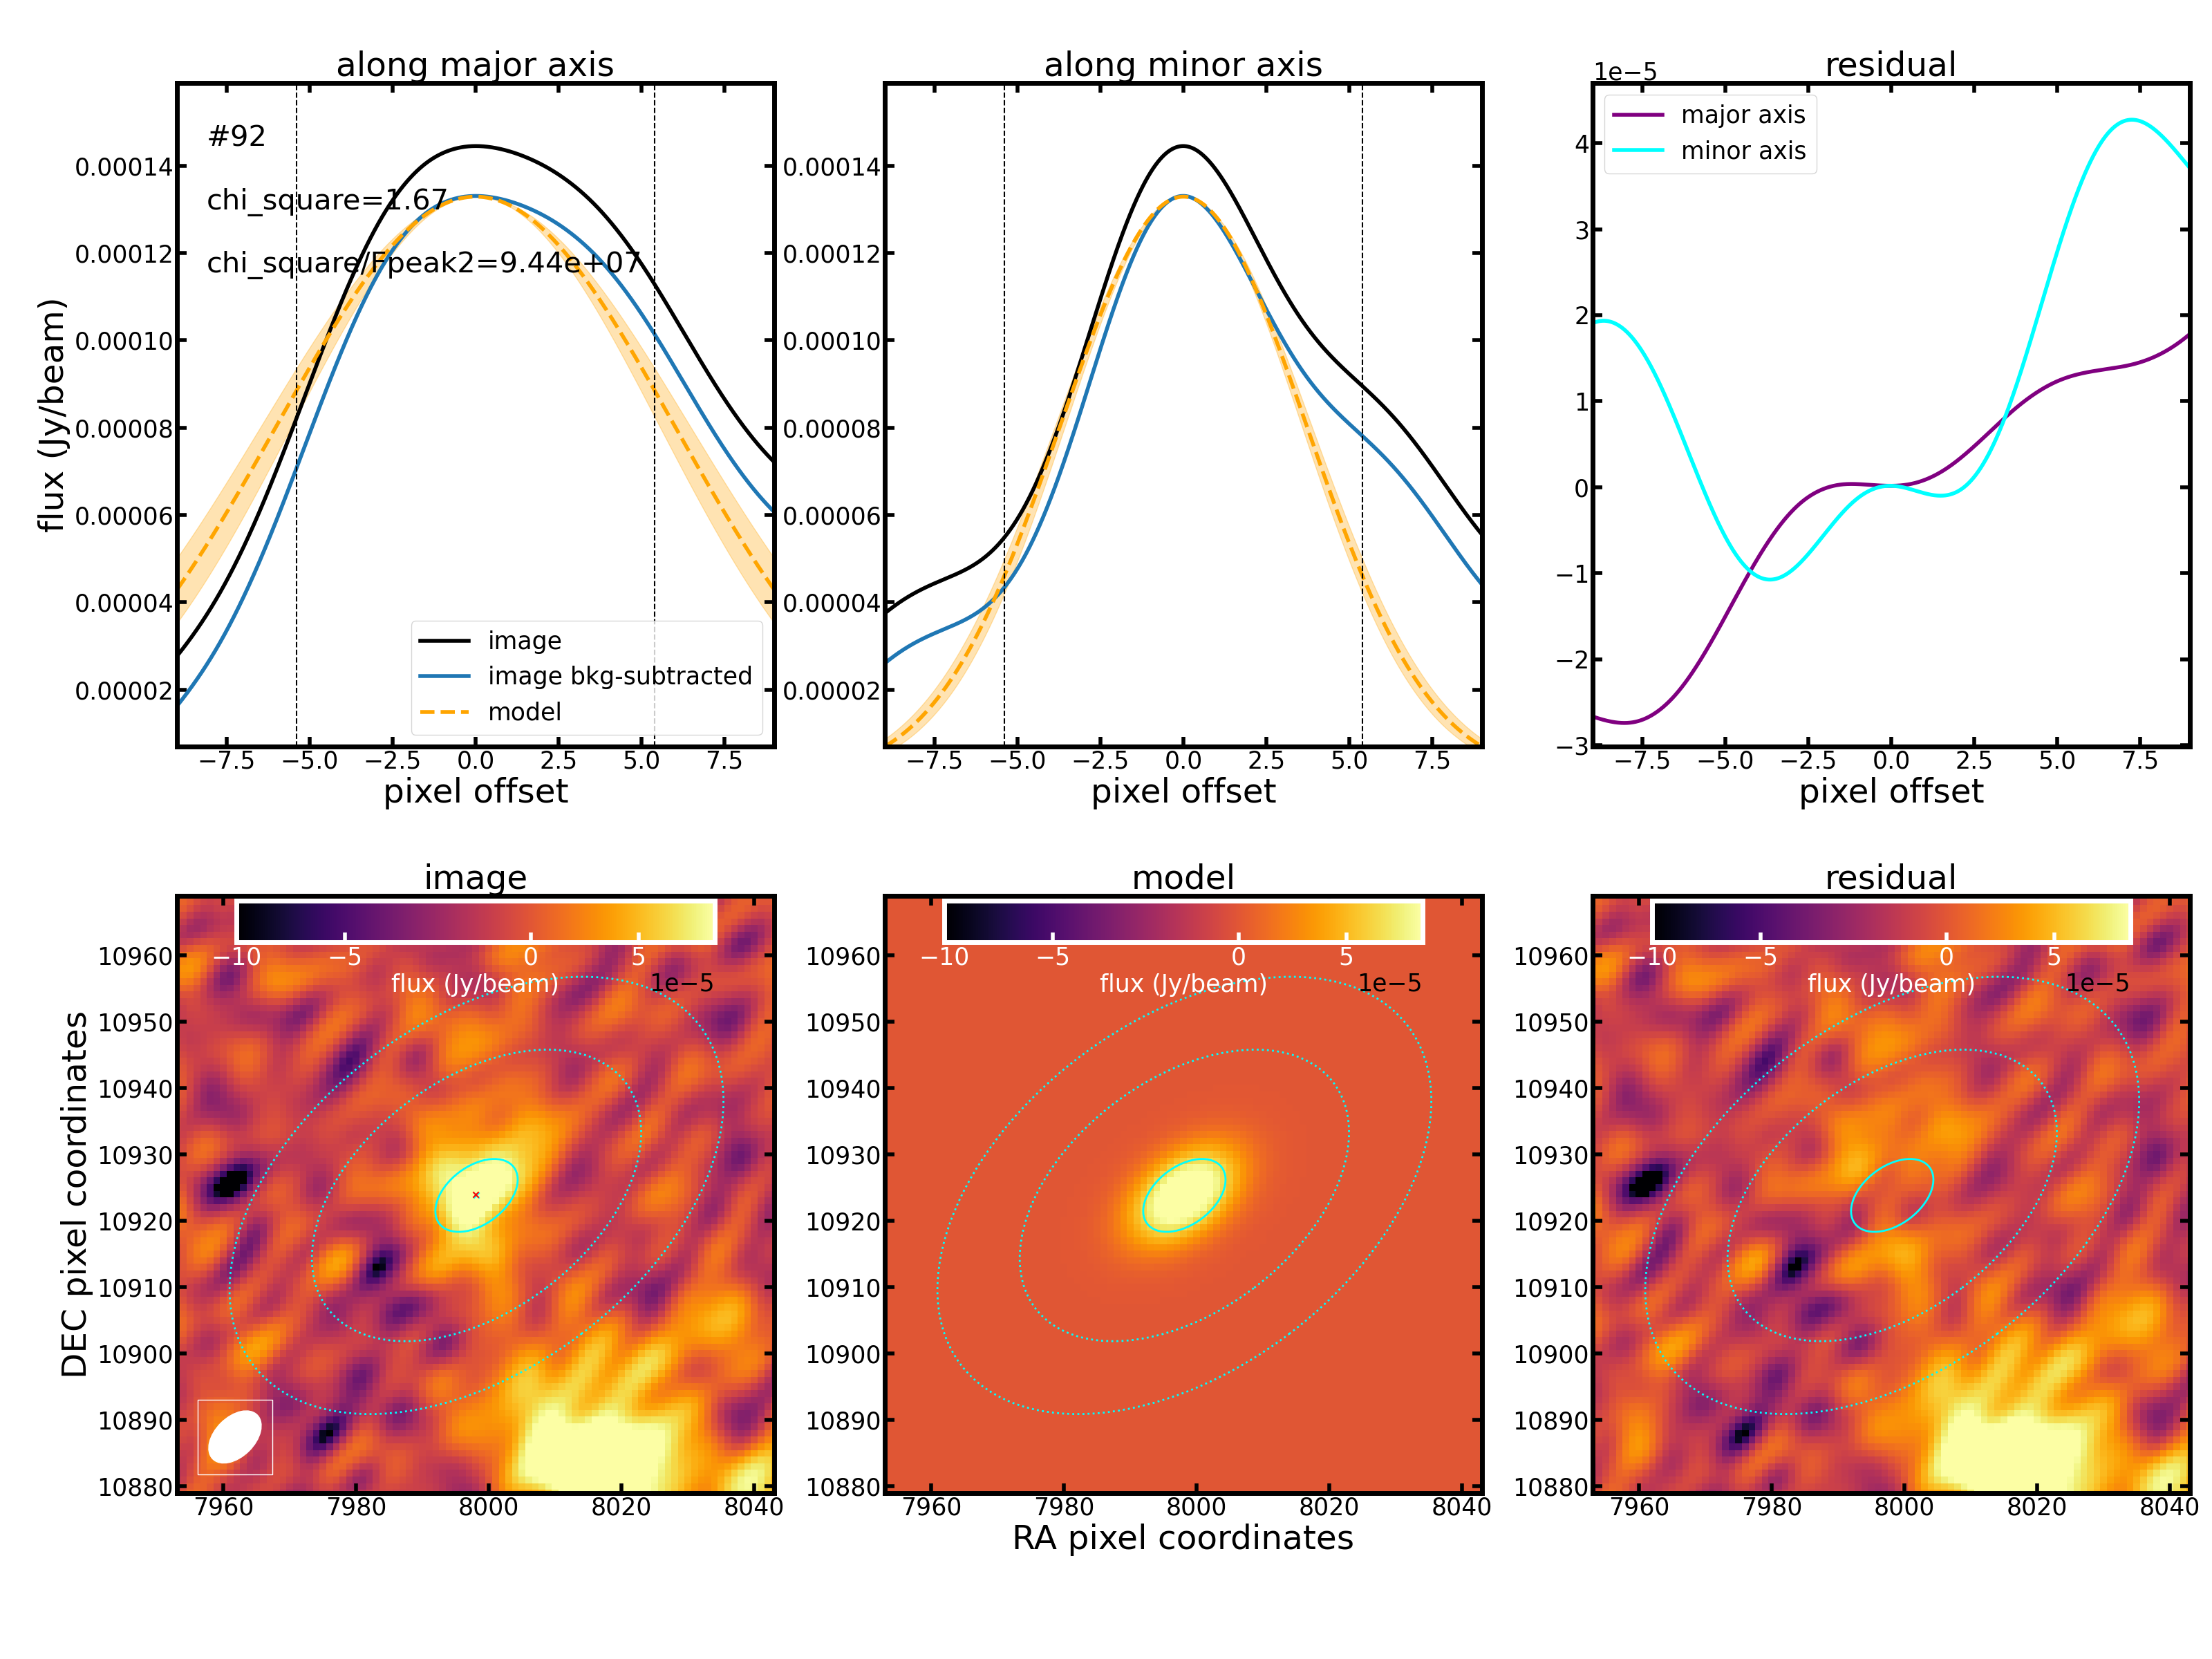 along major axis
along minor axis
residual
1e−5
#92
chi_square=1.67
chi_square/Fpeak2=9.44e+07
flux (Jy/beam)
0.00014
0.00012
0.00010
0.00008
0.00006
0.00004
0.00002
image
image bkg-subtracted
model
−7.5 −5.0 −2.5 0.0 2.5 5.0 7.5
pixel offset
0.00014
0.00012
0.00010
0.00008
0.00006
0.00004
0.00002
−7.5 −5.0 −2.5 0.0 2.5 5.0 7.5
pixel offset
major axis
minor axis
4
3
2
1
0
−1
−2
−3
−7.5 −5.0 −2.5 0.0 2.5 5.0 7.5
pixel offset
image
model
residual
−10 −5 0 5
flux (Jy/beam) 1e−5
DEC pixel coordinates
10960
10950
10940
10930
10920
10910
10900
10890
10880
7960 7980 8000 8020 8040
−10 −5 0 5
flux (Jy/beam) 1e−5
10960
10950
10940
10930
10920
10910
10900
10890
10880
7960 7980 8000 8020 8040
RA pixel coordinates
−10 −5 0 5
flux (Jy/beam) 1e−5
10960
10950
10940
10930
10920
10910
10900
10890
10880
7960 7980 8000 8020 8040